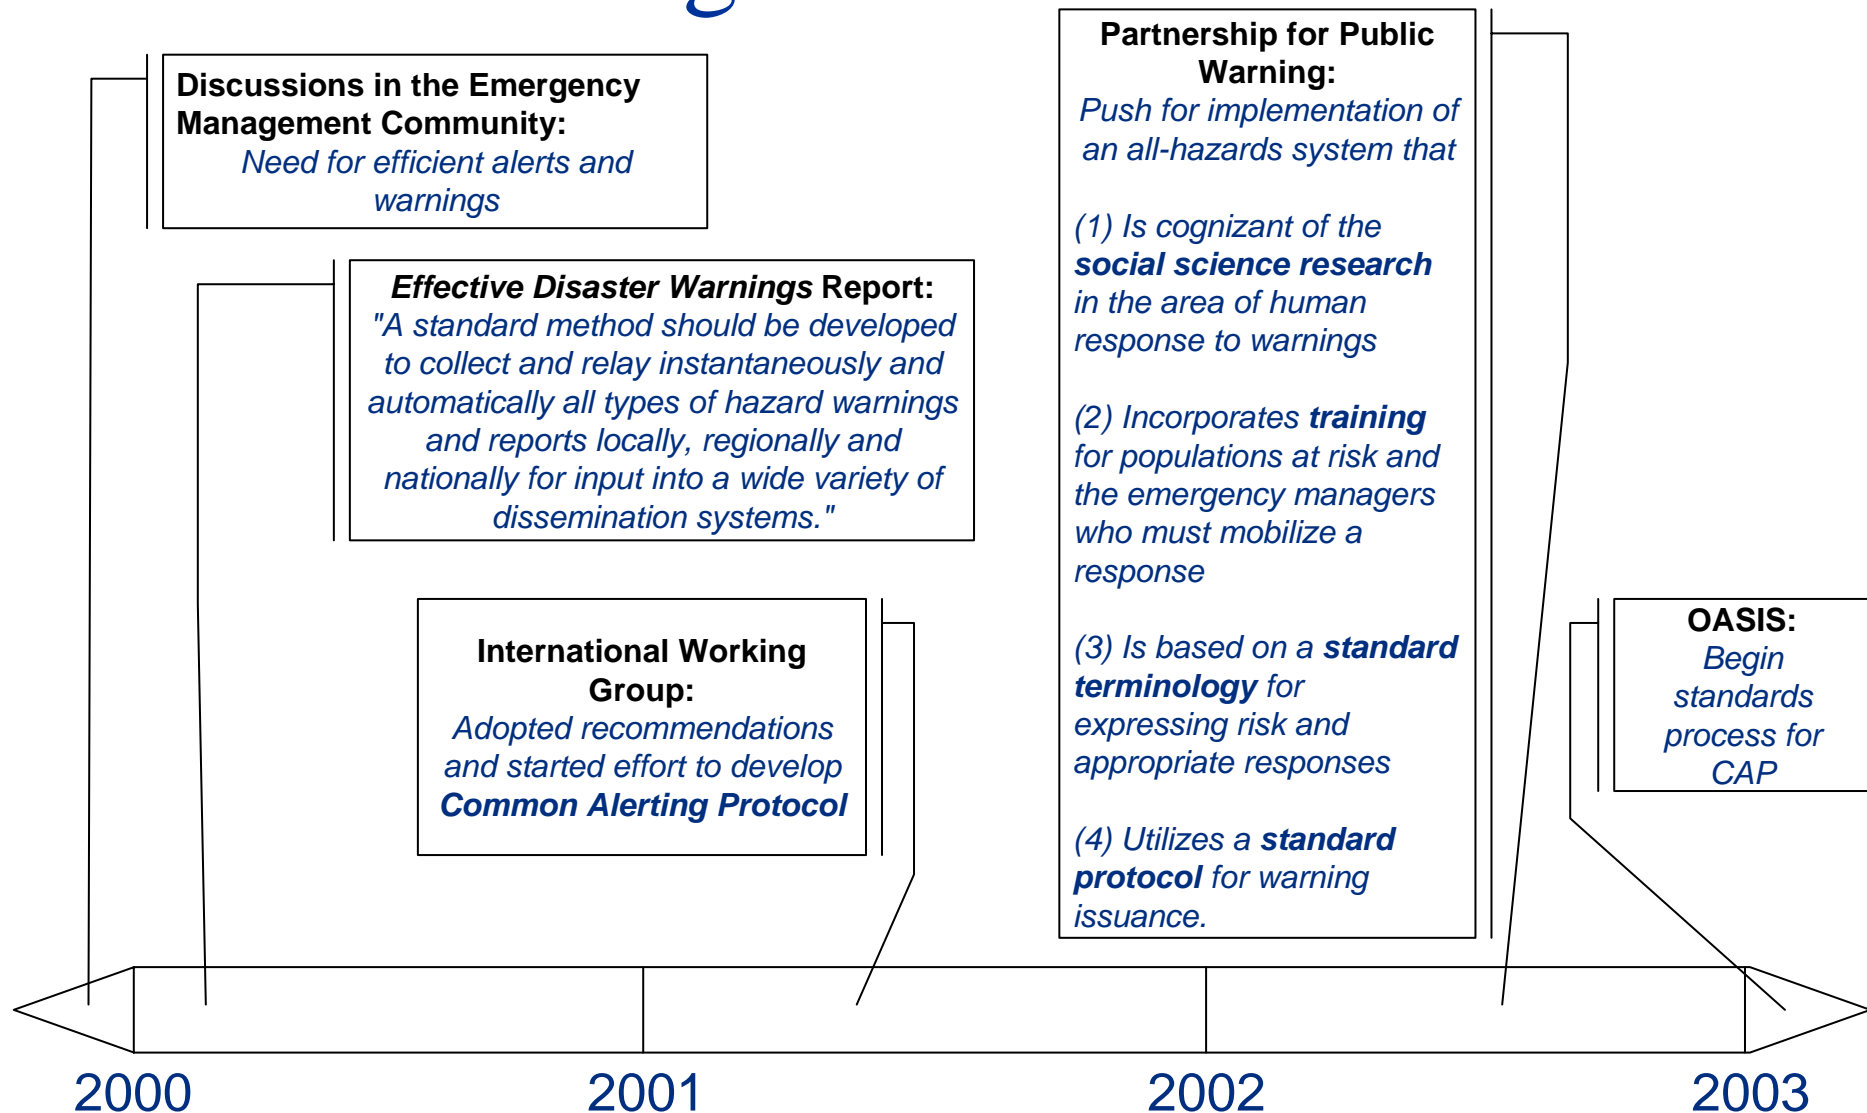 Discussions in the Emergency
Management Community:
Need for efficient alerts and
warnings
Effective Disaster Warnings Report:
"A standard method should be developed
to collect and relay instantaneously and
automatically all types of hazard warnings
and reports locally, regionally and
nationally for input into a wide variety of
dissemination systems."
International Working
Group:
Adopted recommendations
and started effort to develop
Common Alerting Protocol
Partnership for Public
Warning:
Push for implementation of
an all-hazards system that
(1) Is cognizant of the
social science research
in the area of human
response to warnings
(2) Incorporates training
for populations at risk and
the emergency managers
who must mobilize a
response
(3) Is based on a standard
terminology for
expressing risk and
appropriate responses
(4) Utilizes a standard
protocol for warning
issuance.
OASIS:
Begin
standards
process for
CAP
2000
2001
2002
2003